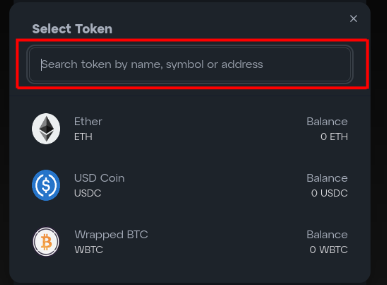 Select Token
Search token by name, symbol or address
Ether
Balance
ETH
0 ETH
USD Coin
Balance
USDC
0 USDC
Wrapped BTC
Balance
WBTC
0 WBTC